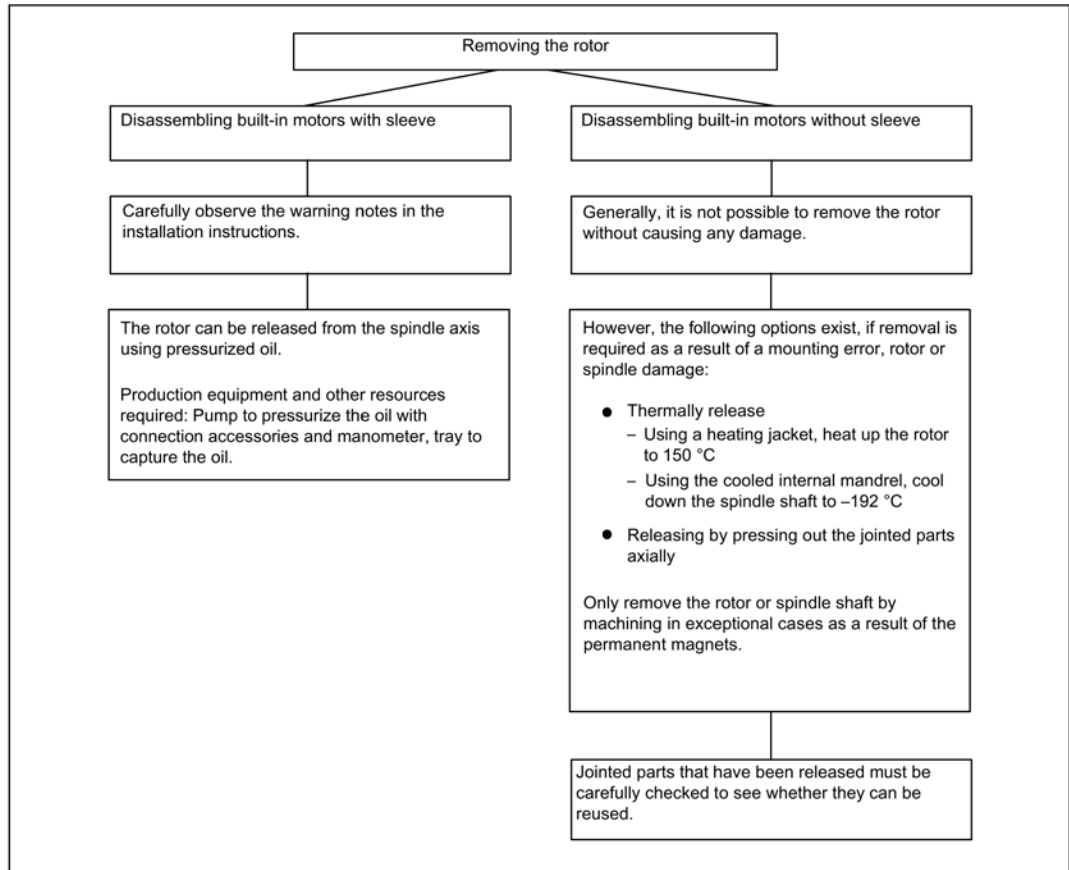 Removing the rotor
Disassembling built-in motors with sleeve
Carefully observe the warning notes in the
installation instructions.
The rotor can be released from the spindle axis
using pressurized oil.
Production equipment and other resources
required: Pump to pressurize the oil with
connection accessories and manometer, tray to
capture the oil.
Disassembling built-in motors without sleeve
Generally, it is not possible to remove the rotor
without causing any damage.
However, the following options exist, if removal is
required as a result of a mounting error, rotor or
spindle damage:
● Thermally release
– Using a heating jacket, heat up the rotor
to 150 °C
– Using the cooled internal mandrel, cool
down the spindle shaft to –192 °C
● Releasing by pressing out the jointed parts
axially
Only remove the rotor or spindle shaft by
machining in exceptional cases as a result of the
permanent magnets.
Jointed parts that have been released must be
carefully checked to see whether they can be
reused.